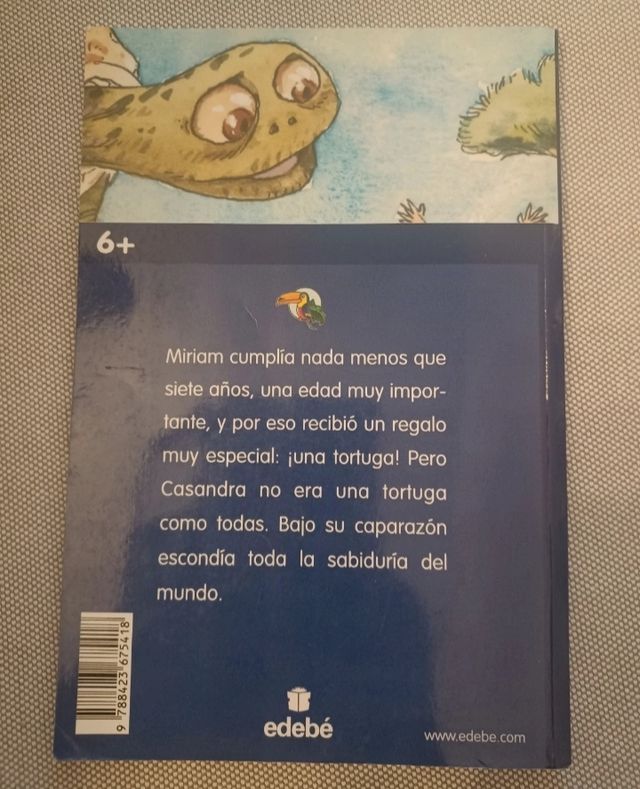 6+
Miriam cumplía nada menos que
siete años, una edad muy impor-
tante, y por eso recibió un regalo
muy especial: ¡una tortuga! Pero
Casandra no era una tortuga
como todas. Bajo su caparazón
escondía toda la sabiduría del
mundo.
9 788423 675418
edebé
www.edebe.com